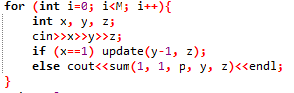 for (int i=0; i<M; i++){
int x, y, z;
cin>>x>>y>>z;
if (x==1) update(y-1, z);
else cout<<sum(1, 1, p, y, z)<<endl;
}